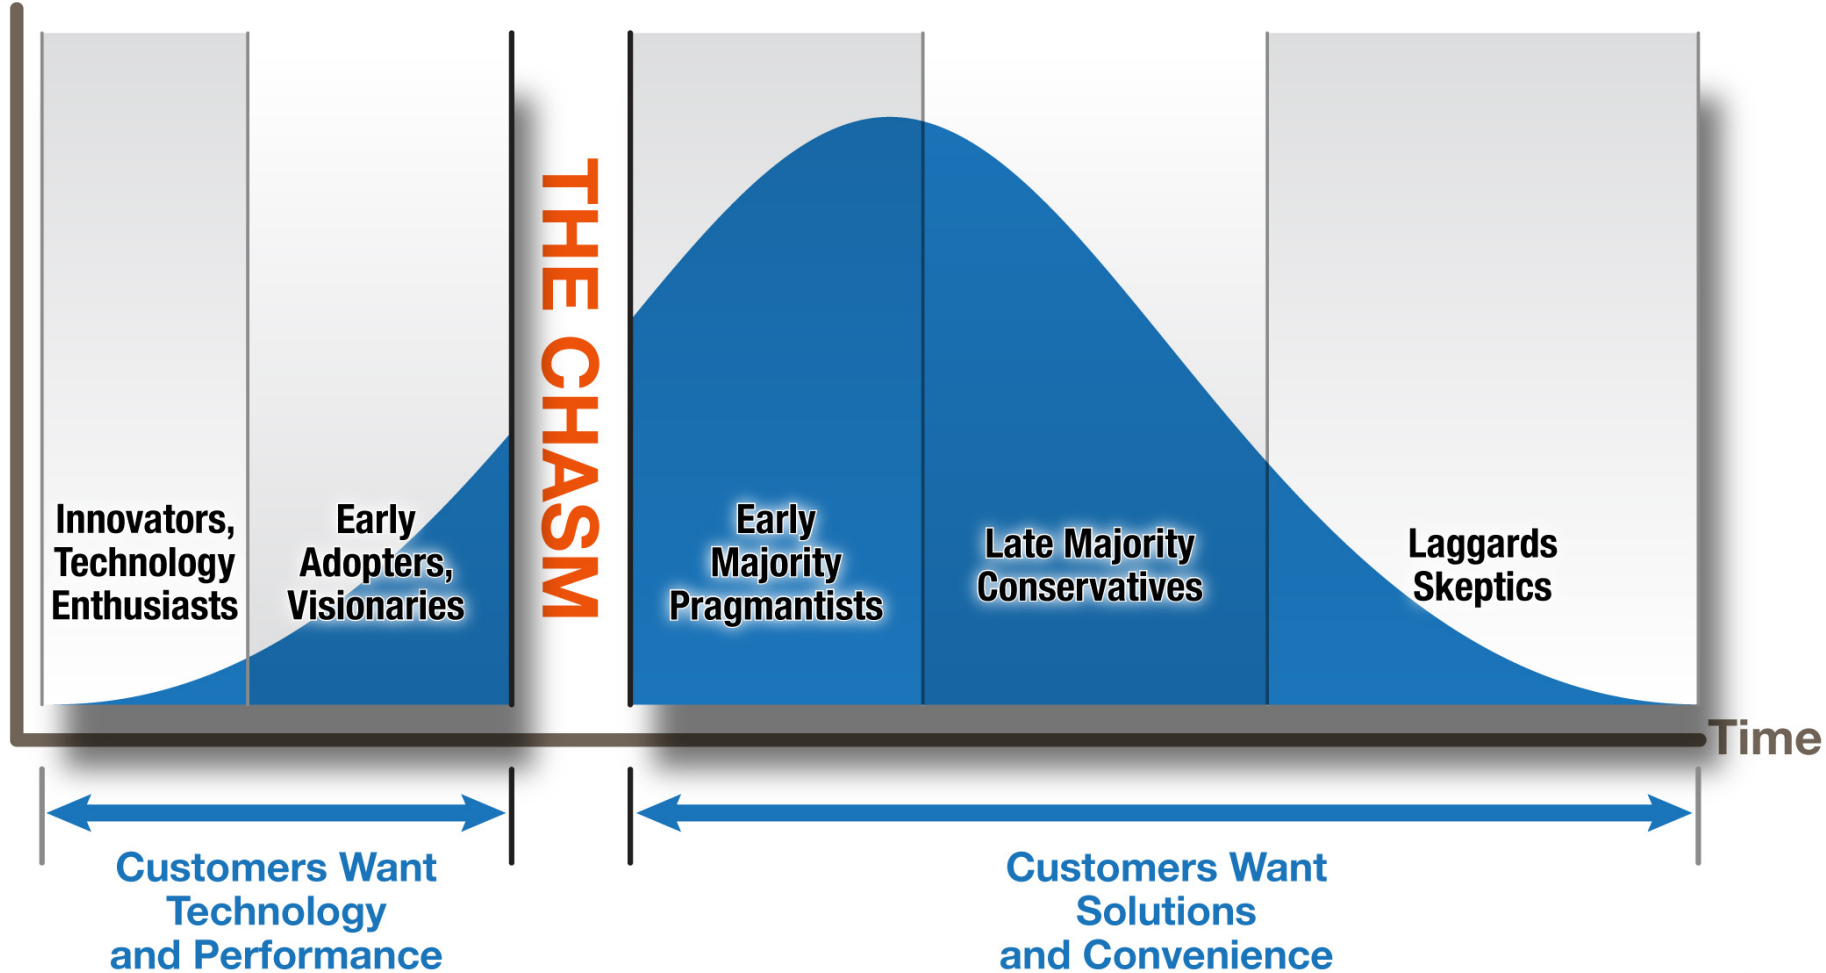 Innovators,
Technology
Enthusiasts
Early
Adopters,
Visionaries
THE CHASM
Early
Majority
Pragmantists
Late Majority
Conservatives
Laggards
Skeptics
Time
Customers Want
Technology
and Performance
Customers Want
Solutions
and Convenience